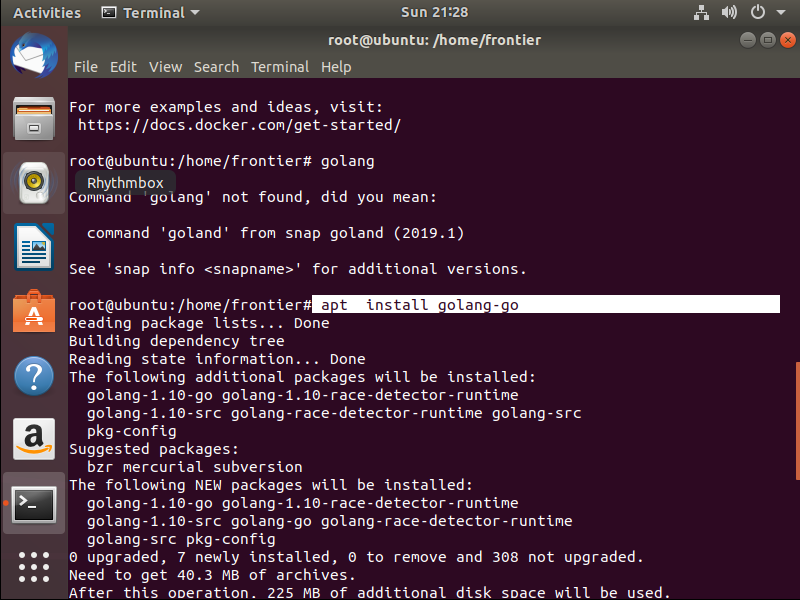 Activities Terminal Sun 21:28
root@ubuntu: /home/frontier
File Edit View Search Terminal Help
For more examples and ideas, visit:
https://docs.docker.com/get-started/
root@ubuntu:/home/frontier# golang
Rhythmbox
Command 'golang' not found, did you mean:
command 'goland' from snap goland (2019.1)
See 'snap info <snapname>' for additional versions.
root@ubuntu:/home/frontier# apt  install golang-go
Reading package lists... Done
Building dependency tree
Reading state information... Done
The following additional packages will be installed:
golang-1.10-go golang-1.10-race-detector-runtime
golang-1.10-src golang-race-detector-runtime golang-src
pkg-config
Suggested packages:
bzr mercurial subversion
The following NEW packages will be installed:
golang-1.10-go golang-1.10-race-detector-runtime
golang-1.10-src golang-go golang-race-detector-runtime
golang-src pkg-config
0 upgraded, 7 newly installed, 0 to remove and 308 not upgraded.
Need to get 40.3 MB of archives.
After this operation, 225 MB of additional disk space will be used.